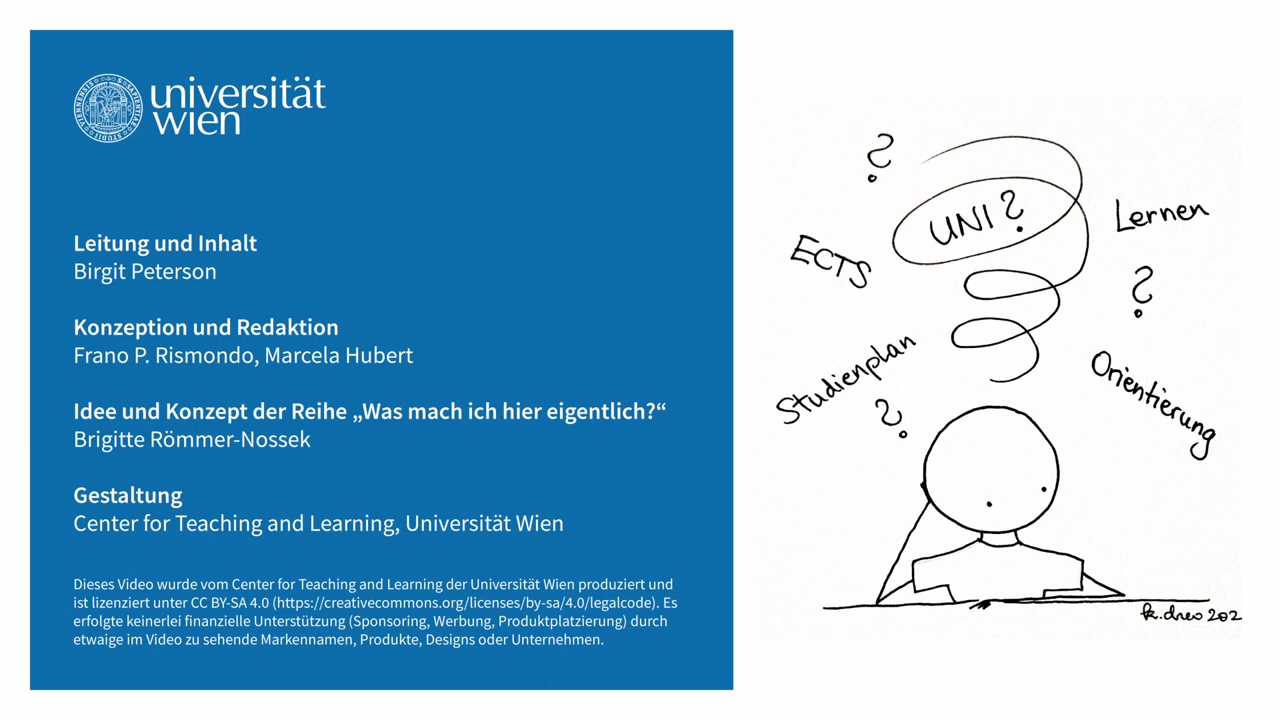 universität
wien
Leitung und Inhalt
Birgit Peterson
Konzeption und Redaktion
Frano P. Rismondo, Marcela Hubert
Idee und Konzept der Reihe „Was mach ich hier eigentlich?“
Brigitte Römmer-Nossek
Gestaltung
Center for Teaching and Learning, Universität Wien
Dieses Video wurde vom Center for Teaching and Learning der Universität Wien produziert und
ist lizenziert unter CC BY-SA 4.0 (https://creativecommons.org/licenses/by-sa/4.0/legalcode). Es
erfolgte keinerlei finanzielle Unterstützung (Sponsoring, Werbung, Produktplatzierung) durch
etwaige im Video zu sehende Markennamen, Produkte, Designs oder Unternehmen.
?
UNI?
Lernen
ECTS
?
Studienplan
?
Orientierung